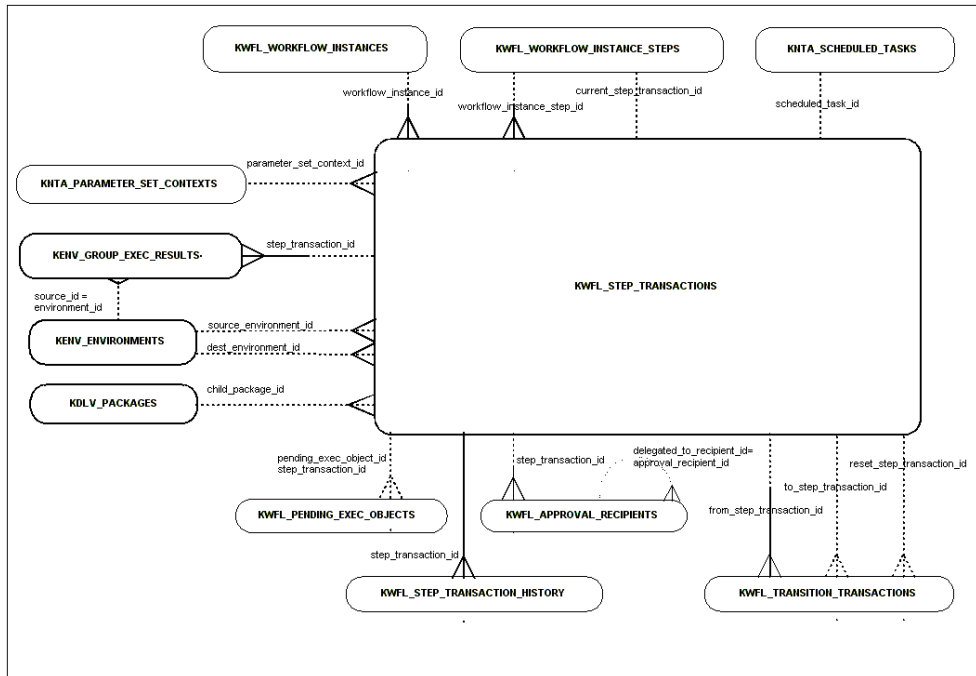 KWFL_WORKFLOW_INSTANCES
KWFL_WORKFLOW_INSTANCE_STEPS
KNTA_SCHEDULED_TASKS
workflow_instance_id
workflow_instance_step_id
current_step_transaction_id
scheduled_task_id
parameter_set_context_id
KNTA_PARAMETER_SET_CONTEXTS
KENV_GROUP_EXEC_RESULTS
step_transaction_id
KWFL_STEP_TRANSACTIONS
source_id =
environment_id
KENV_ENVIRONMENTS
source_environment_id
dest_environment_id
KDLV_PACKAGES
child_package_id
pending_exec_object_id
step_transaction_id
KWFL_PENDING_EXEC_OBJECTS
step_transaction_id
delegated_to_recipient_id=
approval_recipient_id
KWFL_APPROVAL_RECIPIENTS
reset_step_transaction_id
to_step_transaction_id
from_step_transaction_id
step_transaction_id
KWFL_STEP_TRANSACTION_HISTORY
KWFL_TRANSITION_TRANSACTIONS